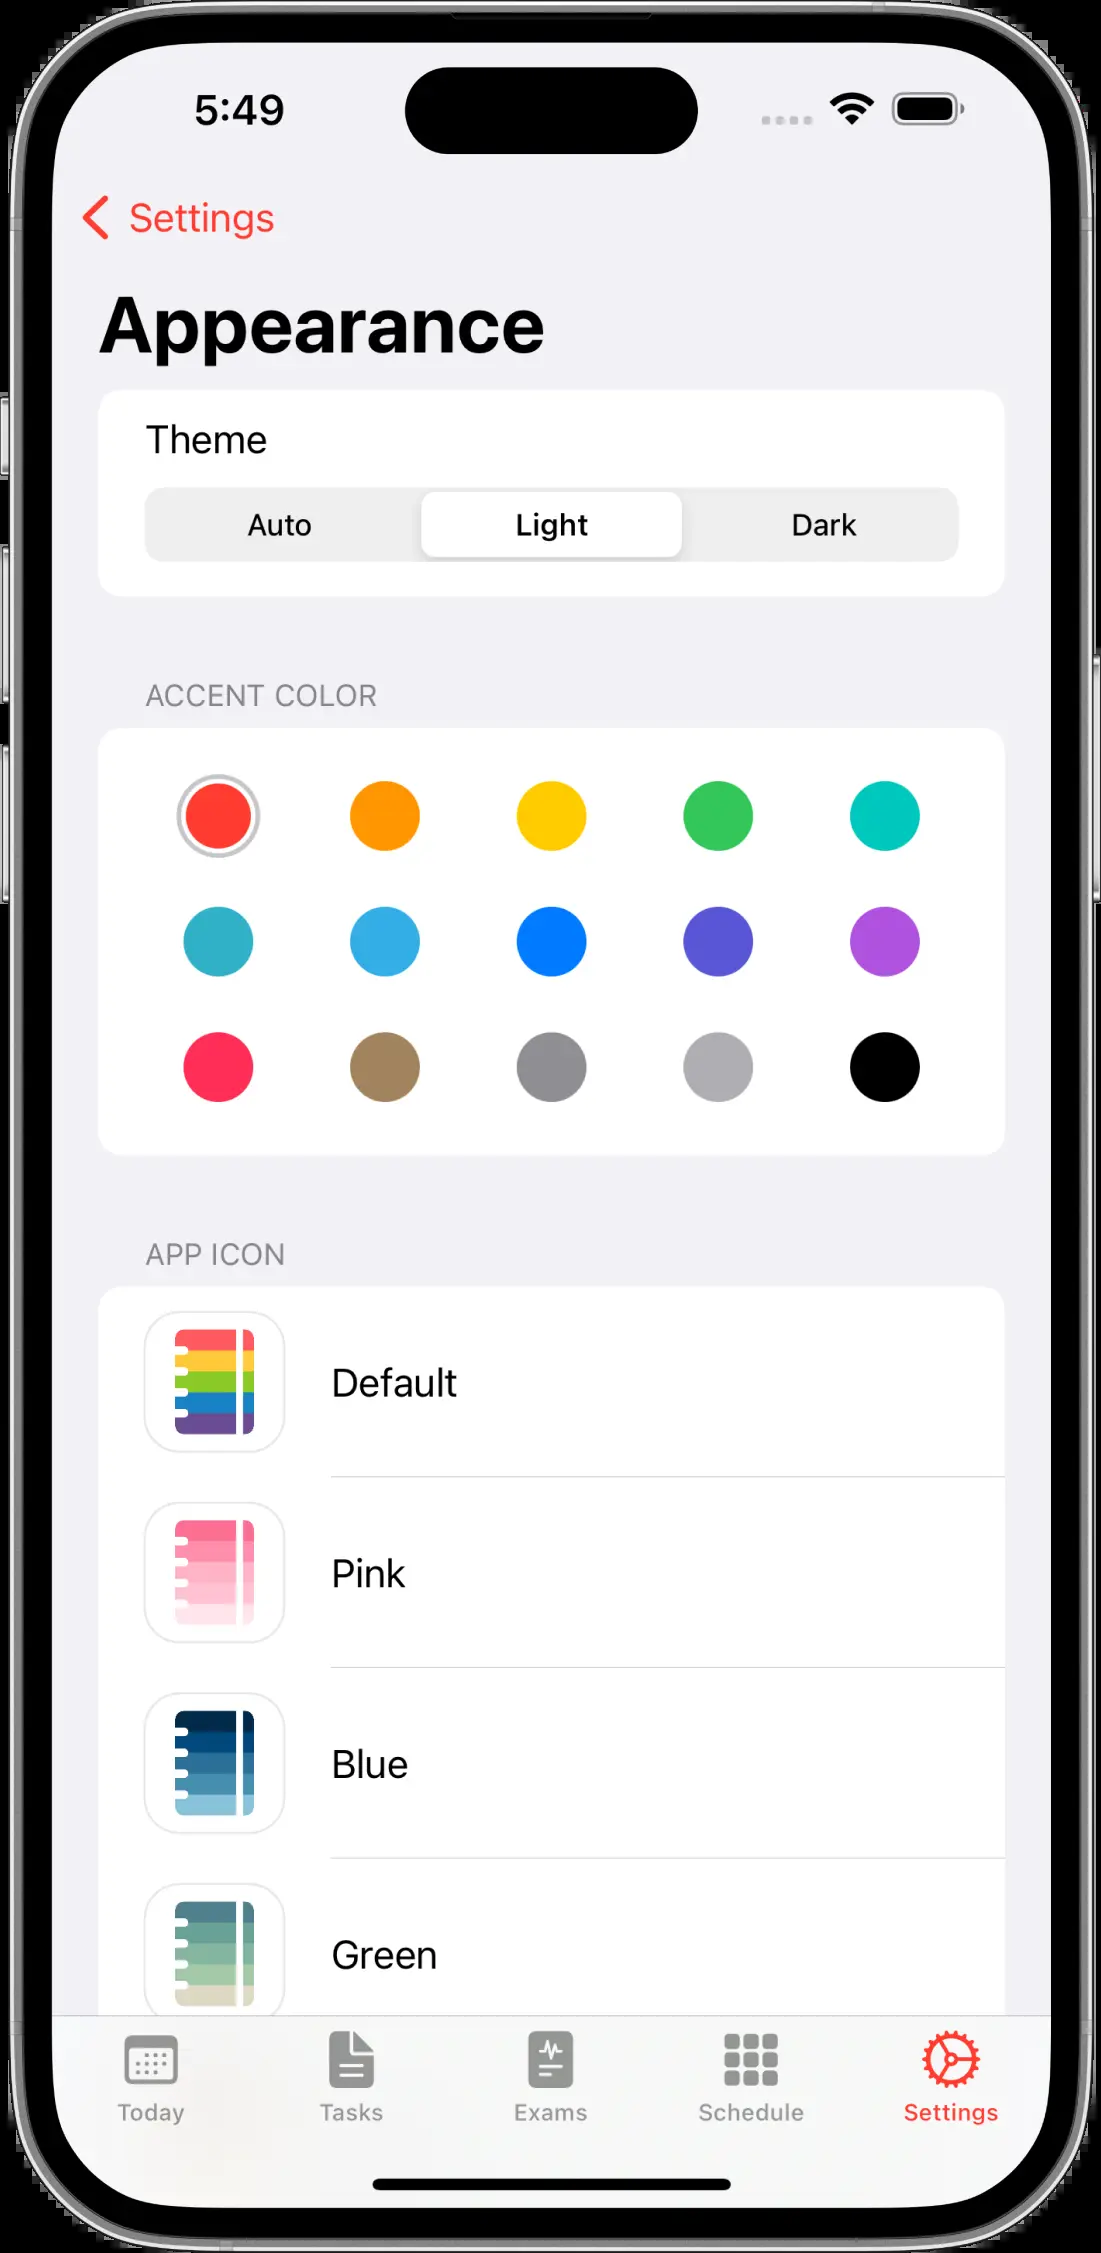 5:49
Settings
Appearance
Theme
Auto Light Dark
ACCENT COLOR
APP ICON
Default
Pink
Blue
Green
Today Tasks Exams Schedule Settings